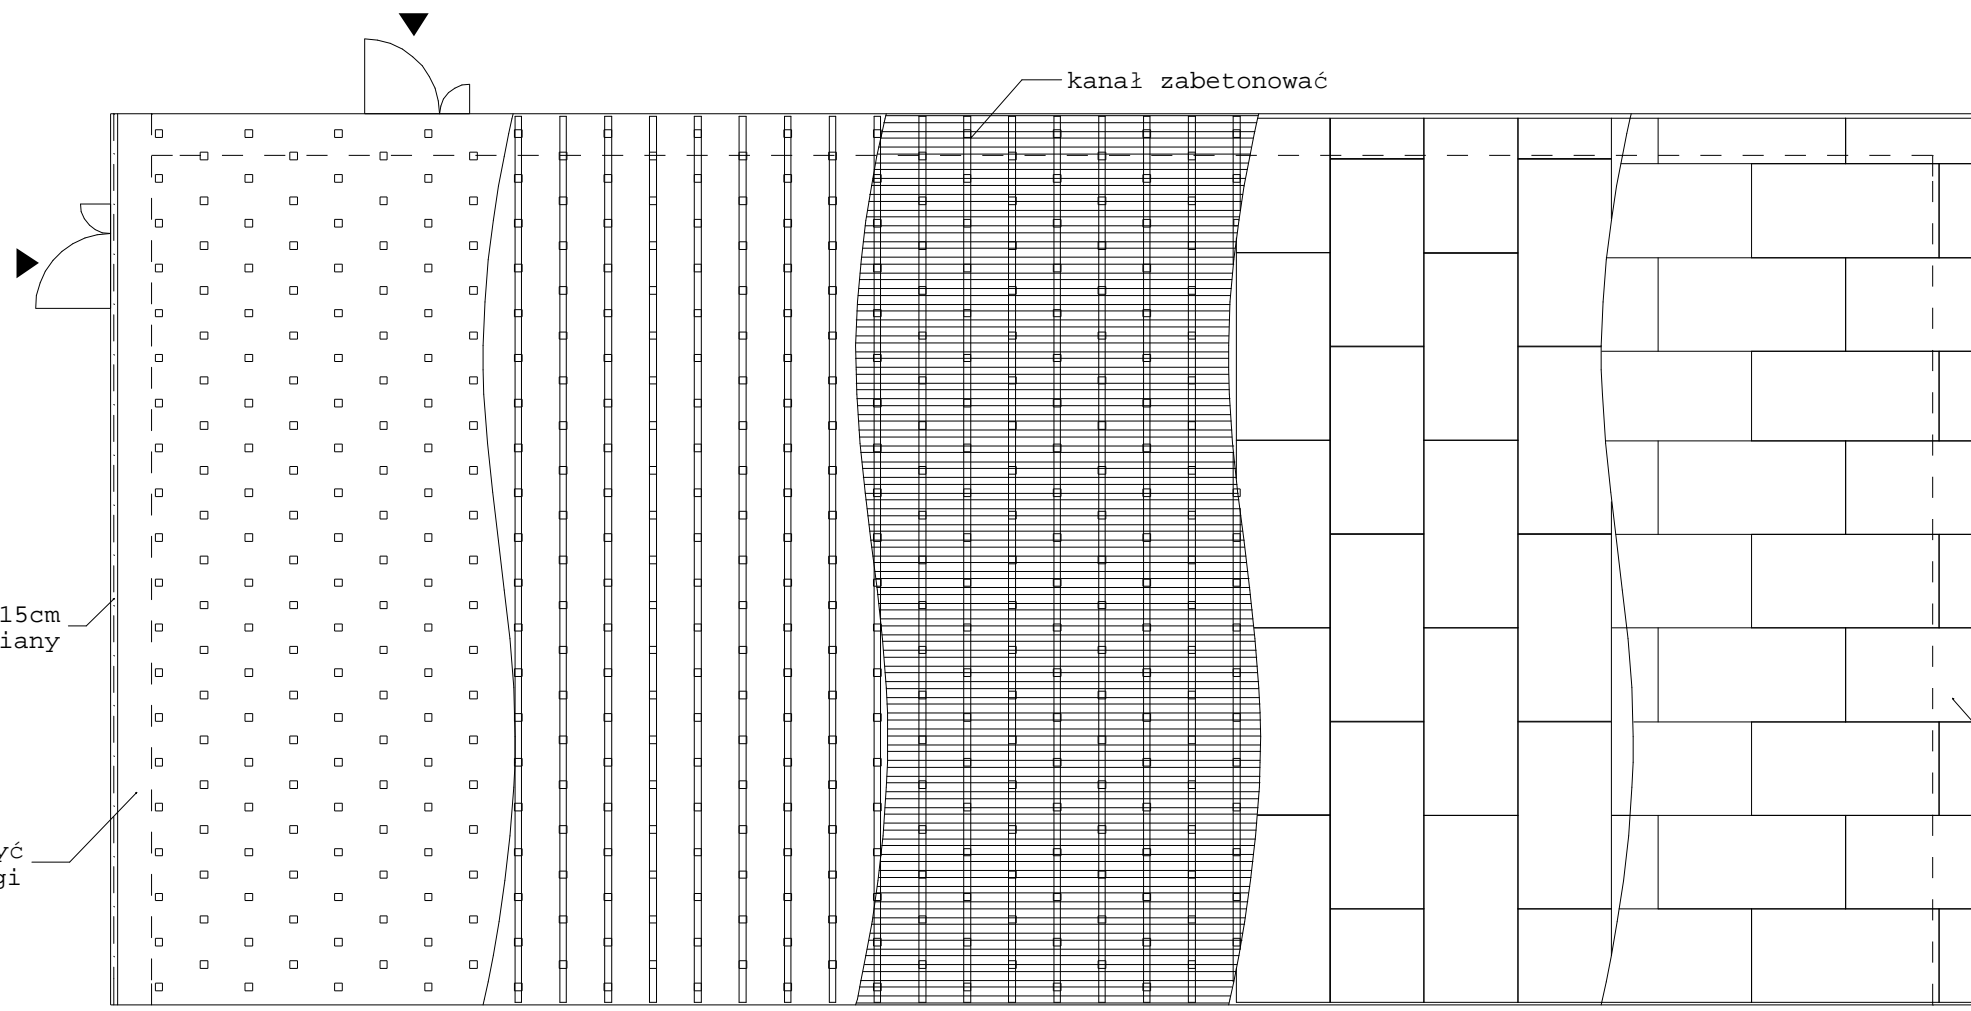 kanał zabetonować
15cm
iany
yć
gi